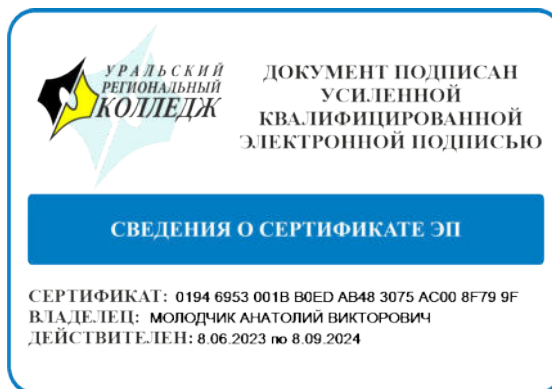 УРАЛЬСКИЙ
РЕГИОНАЛЬНЫЙ
КОЛЛЕДЖ
ДОКУМЕНТ ПОДПИСАН
УСИЛЕННОЙ
КВАЛИФИЦИРОВАННОЙ
ЭЛЕКТРОННОЙ ПОДПИСЬЮ
СВЕДЕНИЯ О СЕРТИФИКАТЕ ЭП
СЕРТИФИКАТ: 0194 6953 001B B0ED AB48 3075 AC00 8F79 9F
ВЛАДЕЛЕЦ: МОЛОДЧИК АНАТОЛИЙ ВИКТОРОВИЧ
ДЕЙСТВИТЕЛЕН: 8.06.2023 по 8.09.2024